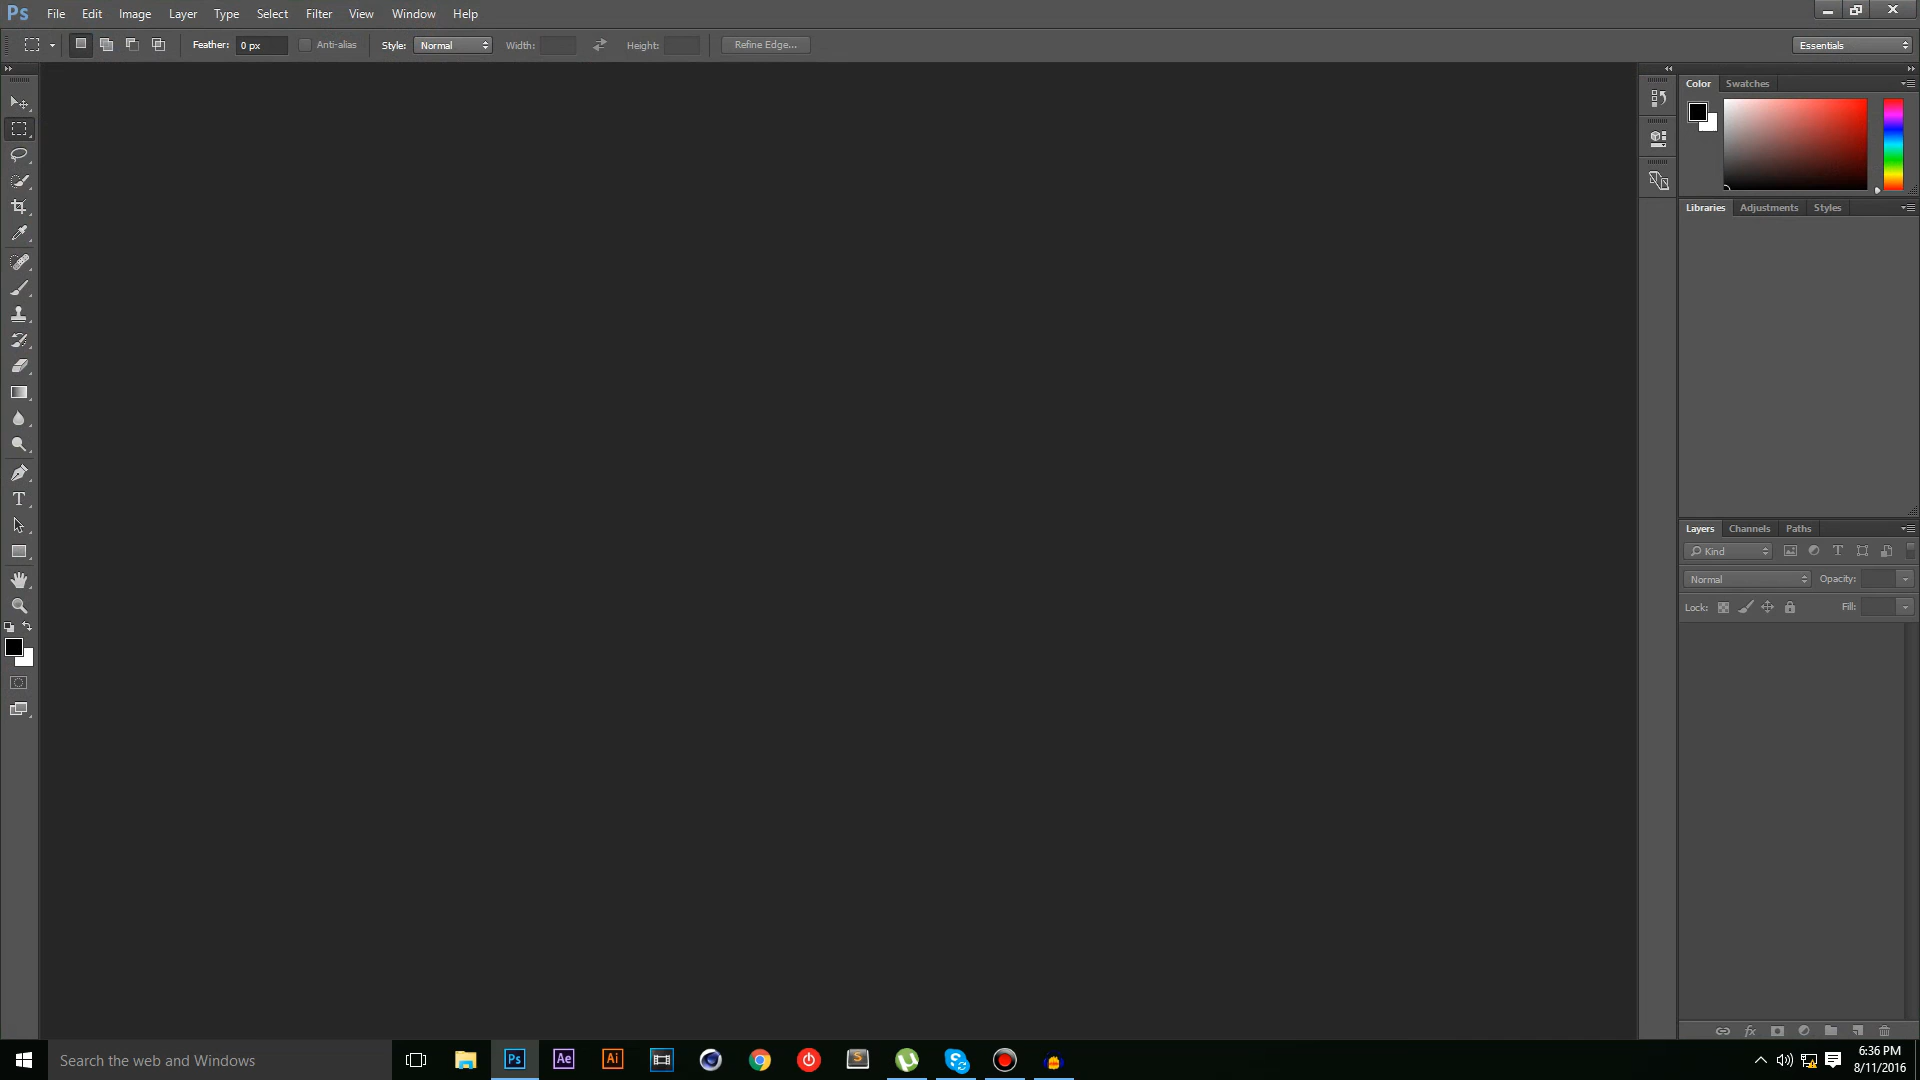 Ps File Edit Image Layer Type Select Filter View Window Help
Feather: 0 px Anti-alias Style: Normal Width: Height: Refine Edge... Essentials
Color Swatches
Libraries Adjustments Styles
Layers Channels Paths
Kind T
Normal Opacity:
Lock: Fill:
T
fx
Search the web and Windows Ps Ae Ai S 6:36 PM
8/11/2016